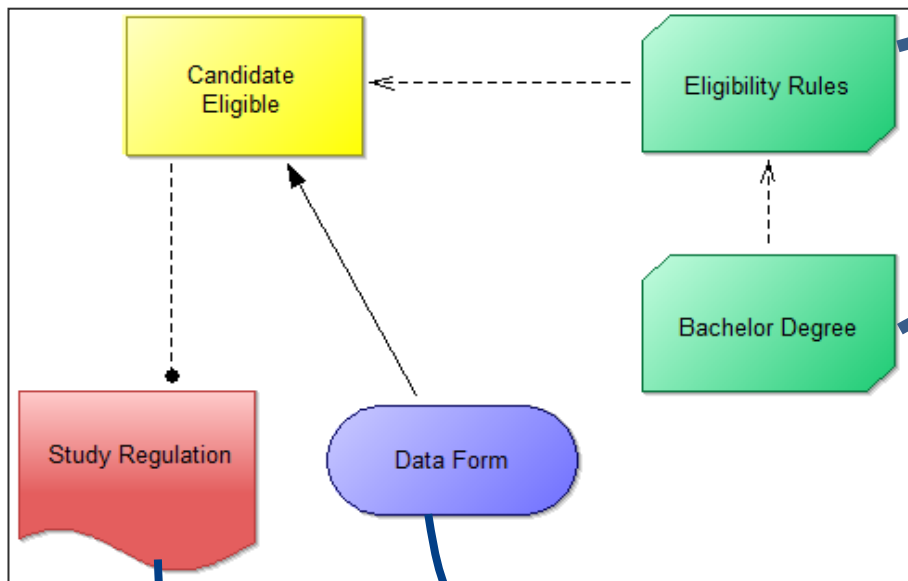 Candidate
Eligible
Eligibility Rules
Bachelor Degree
Study Regulation
Data Form